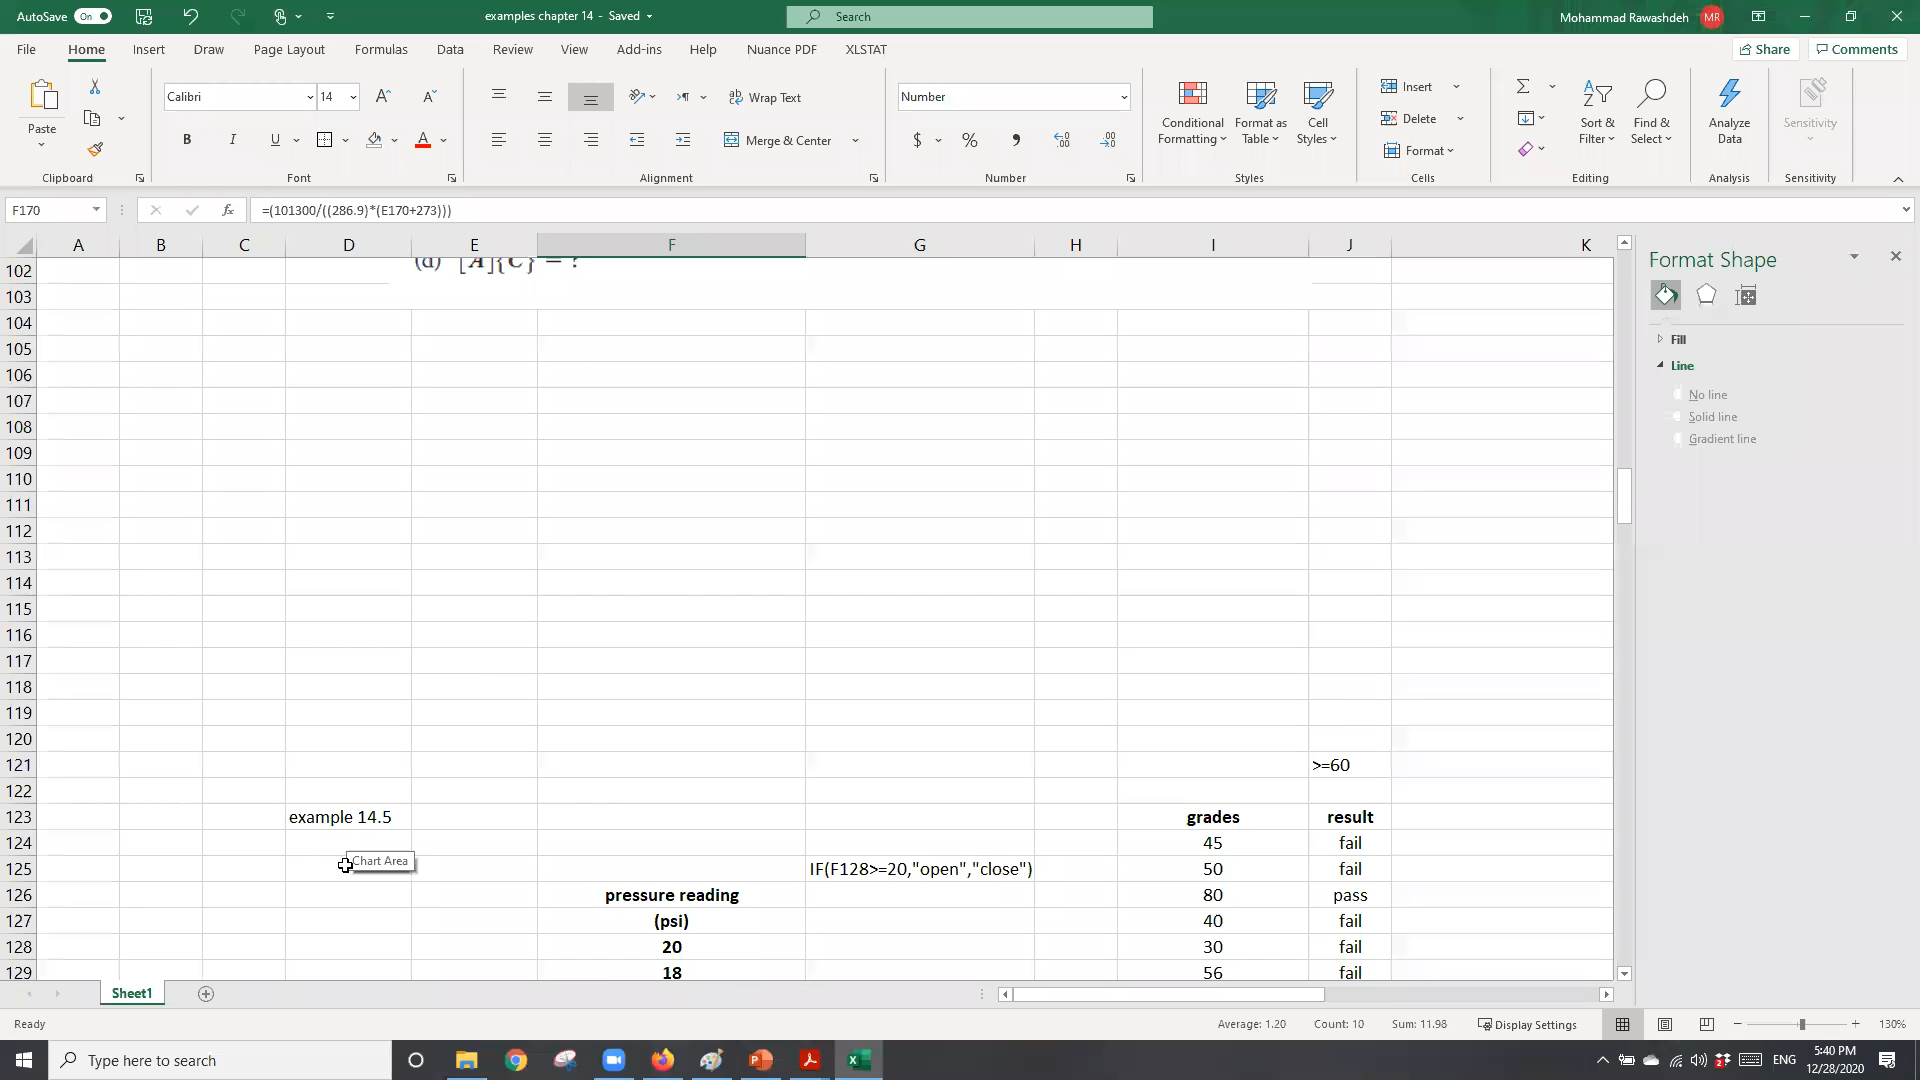 AutoSave On examples chapter 14 - Saved Search Mohammad Rawashdeh MR
File Home Insert Draw Page Layout Formulas Data Review View Add-ins Help Nuance PDF XLSTAT Share Comments
Paste Calibri 14 Wrap Text Number Conditional Formatting Format as Table Cell Styles Insert Sort & Filter Find & Select Analyze Data Sensitivity
B I U Merge & Center $ % Delete
Format
Clipboard Font Alignment Number Styles Cells Editing Analysis Sensitivity
F170 fx =(101300/((286.9)*(E170+273)))
A B C D E F G H I J K
102 (d) [A]{C} = ?
103
104
105
106
107
108
109
110
111
112
113
114
115
116
117
118
119
120
121 >=60
122
123 example 14.5 grades result
124 45 fail
Chart Area
125 IF(F128>=20,"open","close") 50 fail
126 pressure reading 80 pass
127 (psi) 40 fail
128 20 30 fail
129 18 56 fail
Format Shape
Fill
Line
No line
Solid line
Gradient line
Sheet1
Ready Average: 1.20 Count: 10 Sum: 11.98 Display Settings 130%
Type here to search ENG 5:40 PM
12/28/2020